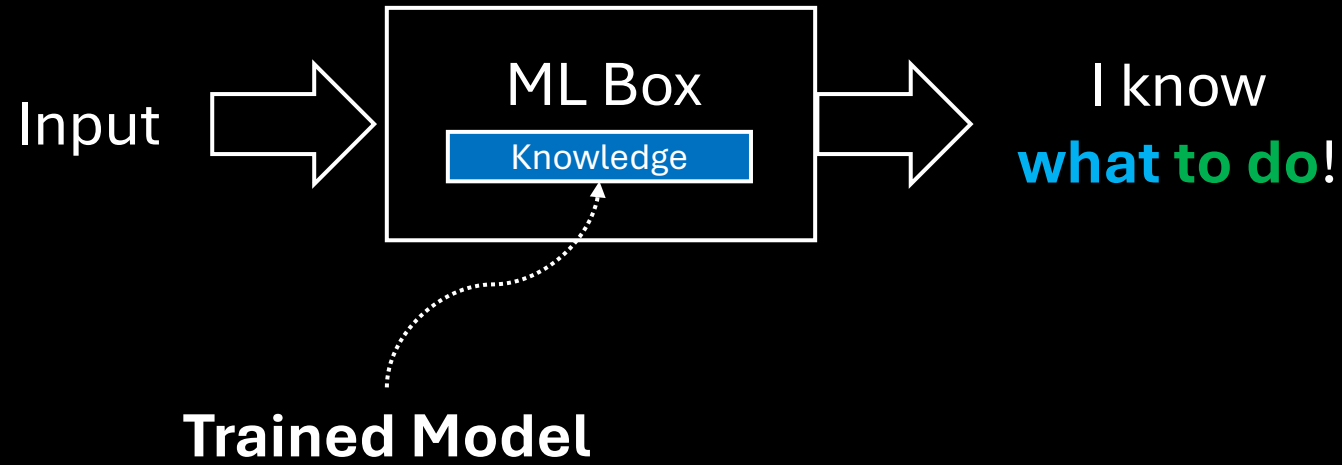 Input
ML Box
Knowledge
I know
what to do!
Trained Model